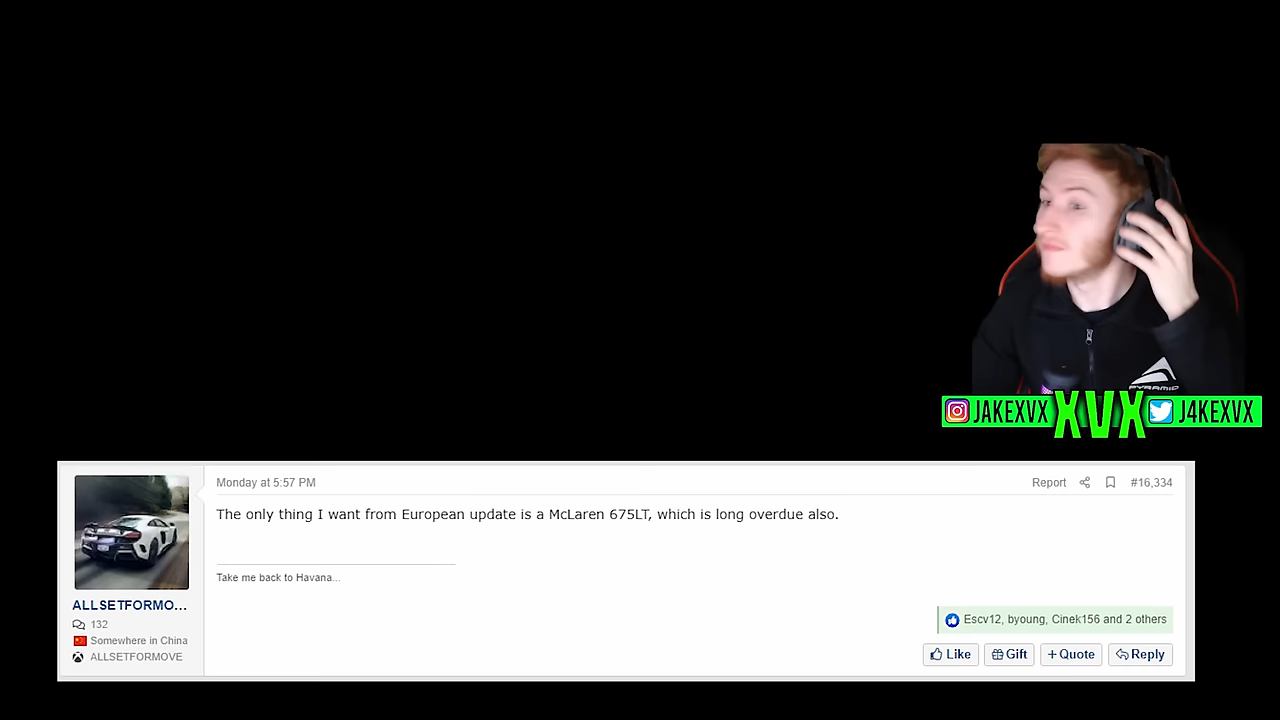 PYRAMID
JAKEXVX XVX J4KEXVX
Monday at 5:57 PM Report #16,334
The only thing I want from European update is a McLaren 675LT, which is long overdue also.
Take me back to Havana...
ALLSETFORMO...
132
Somewhere in China
ALLSETFORMOVE
Escv12, byoung, Cinek156 and 2 others
Like Gift +Quote Reply